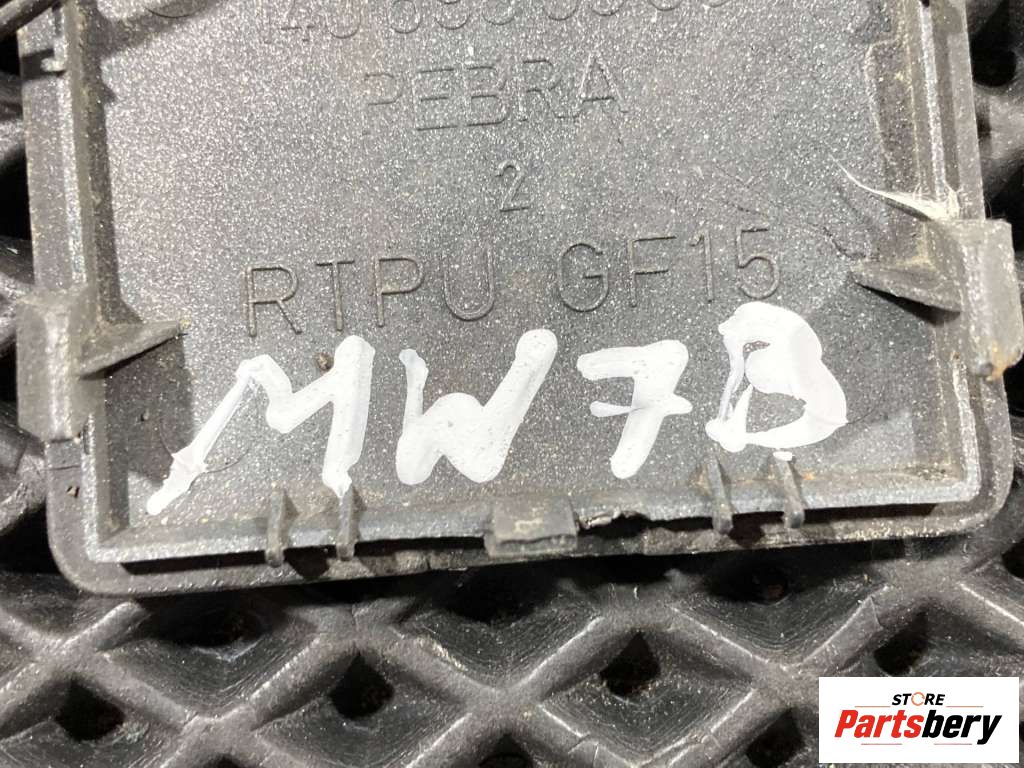 PEBRA
2
RTPU GF15
MW7B
STORE
Partsbery